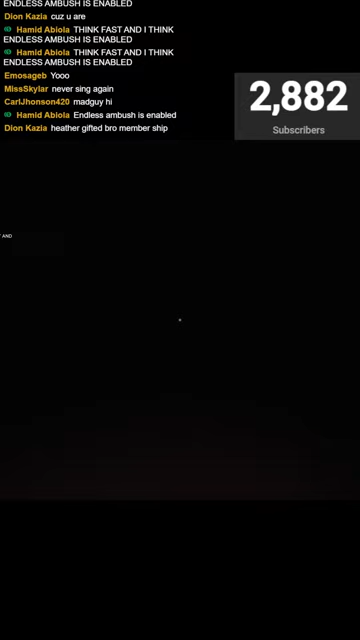 ENDLESS AMBUSH IS ENABLED
Dion Kazia cuz u are
Hamid Abiola THINK FAST AND I THINK
ENDLESS AMBUSH IS ENABLED
Hamid Abiola THINK FAST AND I THINK
ENDLESS AMBUSH IS ENABLED
Emosageb Yooo
MissSkylar never sing again
CarlJhonson420 madguy hi
Hamid Abiola Endless ambush is enabled
Dion Kazia heather gifted bro member ship
2,882
Subscribers
AND